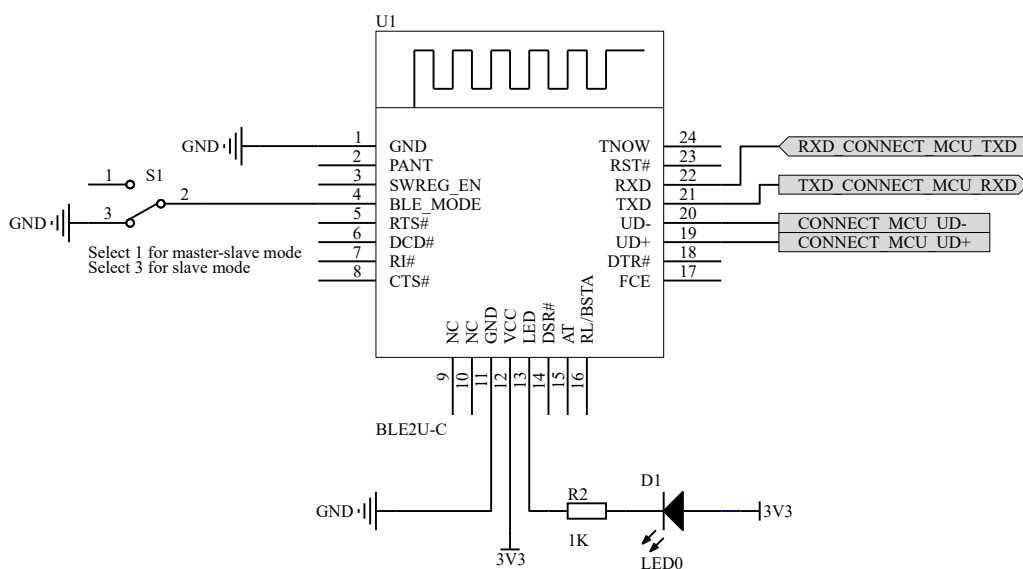 U1
GND
1
GND
2
PANT
3
SWREG_EN
4
BLE_MODE
5
RTS#
6
DCD#
7
RI#
8
CTS#
TNOW
24
RST#
23
RXD
22
TXD
21
UD-
20
UD+
19
DTR#
18
FCE
17
RXD_CONNECT_MCU_TXD
TXD_CONNECT_MCU_RXD
CONNECT_MCU_UD-
CONNECT_MCU_UD+
1
S1
2
3
GND
Select 1 for master-slave mode
Select 3 for slave mode
NC
NC
GND
VCC
LED
DSR#
AT
RL/BSTA
9
10
11
12
13
14
15
16
BLE2U-C
GND
3V3
R2
1K
D1
LED0
3V3